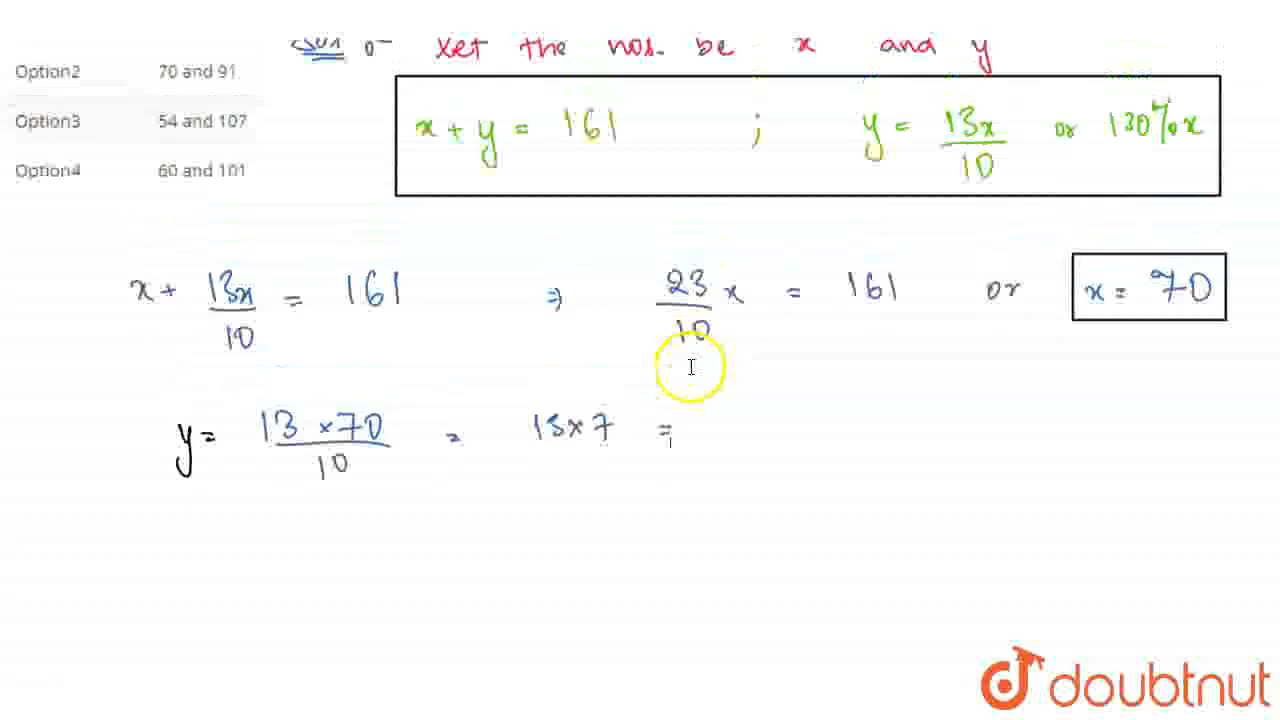 Soln :- Let the nos. be x and y
Option2 70 and 91
x + y = 161 ; y = 13x/10 or 130% x
Option3 54 and 107
Option4 60 and 101
x + 13x/10 = 161 ⇒ 23/10 x = 161 or x = 70
y = 13 × 70/10 = 13 × 7 =
doubtnut